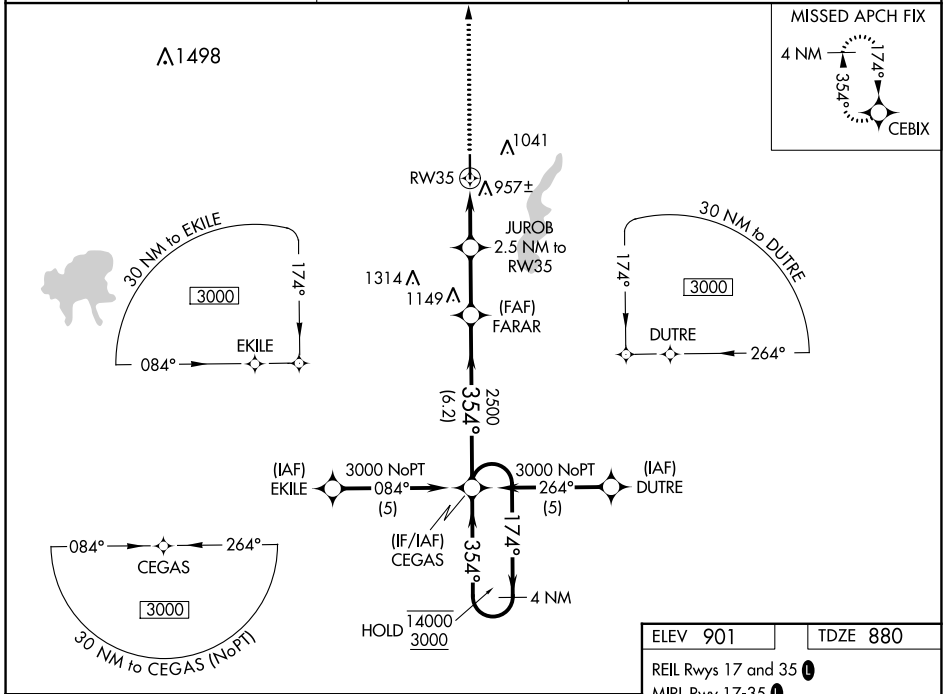 MISSED APCH FIX
4 NM
174°
354°
CEBIX
1498
1041
RW35
957±
JUROB
2.5 NM to
RW35
30 NM to EKILE
3000
174°
EKILE
084°
1314
1149
(FAF)
FARAR
30 NM to DUTRE
174°
3000
DUTRE
264°
2500
354°
(6.2)
(IAF)
EKILE
3000 NoPT
084°
(5)
3000 NoPT
264°
(5)
(IAF)
DUTRE
(IF/IAF)
CEGAS
354°
174°
4 NM
HOLD 14000
3000
084°
264°
CEGAS
3000
30 NM to CEGAS (NoPT)
ELEV 901
TDZE 880
REIL Rwys 17 and 35 L
MIRL Rwy 17-35 L